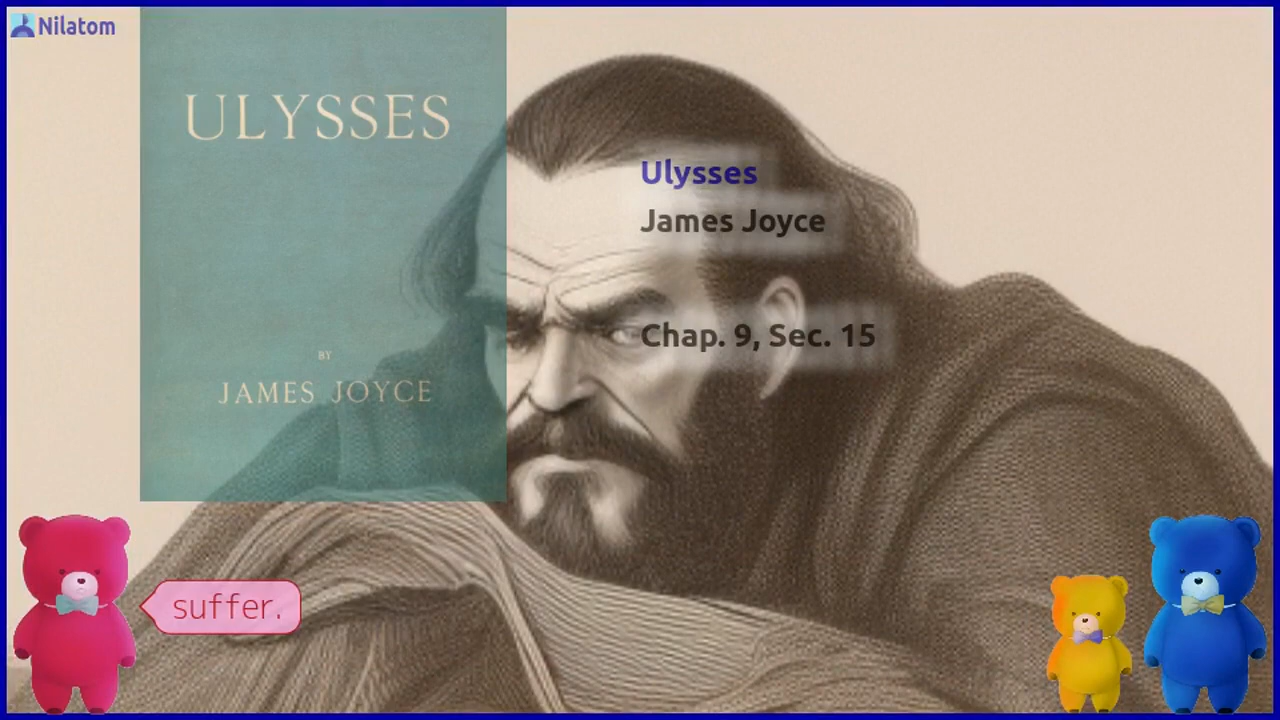 Nilatom
ULYSSES
BY
JAMES JOYCE
Ulysses
James Joyce
Chap. 9, Sec. 15
suffer.